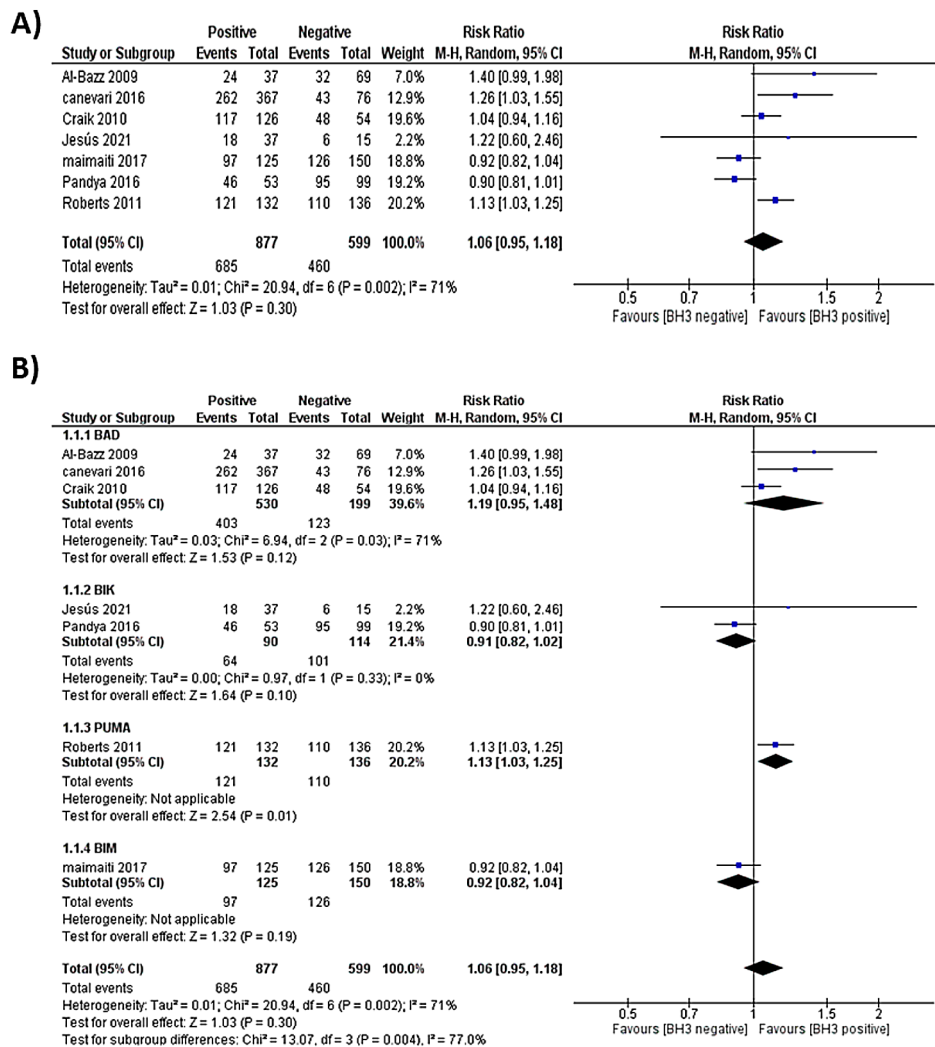 A)
Positive Negative Risk Ratio Risk Ratio
Study or Subgroup Events Total Events Total Weight M-H, Random, 95% CI M-H, Random, 95% CI
Al-Bazz 2009 24 37 32 69 7.0% 1.40 [0.99, 1.98]
canevari 2016 262 367 43 76 12.9% 1.26 [1.03, 1.55]
Craik 2010 117 126 48 54 19.6% 1.04 [0.94, 1.16]
Jesús 2021 18 37 6 15 2.2% 1.22 [0.60, 2.46]
maimaiti 2017 97 125 126 150 18.8% 0.92 [0.82, 1.04]
Pandya 2016 46 53 95 99 19.2% 0.90 [0.81, 1.01]
Roberts 2011 121 132 110 136 20.2% 1.13 [1.03, 1.25]
Total (95% CI) 877 599 100.0% 1.06 [0.95, 1.18]
Total events 685 460
Heterogeneity: Tau² = 0.01; Chi² = 20.94, df = 6 (P = 0.002); I² = 71%
Test for overall effect: Z = 1.03 (P = 0.30)
0.5 0.7 1 1.5 2
Favours [BH3 negative] Favours [BH3 positive]
B)
Positive Negative Risk Ratio Risk Ratio
Study or Subgroup Events Total Events Total Weight M-H, Random, 95% CI M-H, Random, 95% CI
1.1.1 BAD
Al-Bazz 2009 24 37 32 69 7.0% 1.40 [0.99, 1.98]
canevari 2016 262 367 43 76 12.9% 1.26 [1.03, 1.55]
Craik 2010 117 126 48 54 19.6% 1.04 [0.94, 1.16]
Subtotal (95% CI) 530 199 39.6% 1.19 [0.95, 1.48]
Total events 403 123
Heterogeneity: Tau² = 0.03; Chi² = 6.94, df = 2 (P = 0.03); I² = 71%
Test for overall effect: Z = 1.53 (P = 0.12)
1.1.2 BIK
Jesús 2021 18 37 6 15 2.2% 1.22 [0.60, 2.46]
Pandya 2016 46 53 95 99 19.2% 0.90 [0.81, 1.01]
Subtotal (95% CI) 90 114 21.4% 0.91 [0.82, 1.02]
Total events 64 101
Heterogeneity: Tau² = 0.00; Chi² = 0.97, df = 1 (P = 0.33); I² = 0%
Test for overall effect: Z = 1.64 (P = 0.10)
1.1.3 PUMA
Roberts 2011 121 132 110 136 20.2% 1.13 [1.03, 1.25]
Subtotal (95% CI) 132 136 20.2% 1.13 [1.03, 1.25]
Total events 121 110
Heterogeneity: Not applicable
Test for overall effect: Z = 2.54 (P = 0.01)
1.1.4 BIM
maimaiti 2017 97 125 126 150 18.8% 0.92 [0.82, 1.04]
Subtotal (95% CI) 125 150 18.8% 0.92 [0.82, 1.04]
Total events 97 126
Heterogeneity: Not applicable
Test for overall effect: Z = 1.32 (P = 0.19)
Total (95% CI) 877 599 100.0% 1.06 [0.95, 1.18]
Total events 685 460
Heterogeneity: Tau² = 0.01; Chi² = 20.94, df = 6 (P = 0.002); I² = 71%
Test for overall effect: Z = 1.03 (P = 0.30)
Test for subgroup differences: Chi² = 13.07, df = 3 (P = 0.004), I² = 77.0%
0.5 0.7 1 1.5 2
Favours [BH3 negative] Favours [BH3 positive]